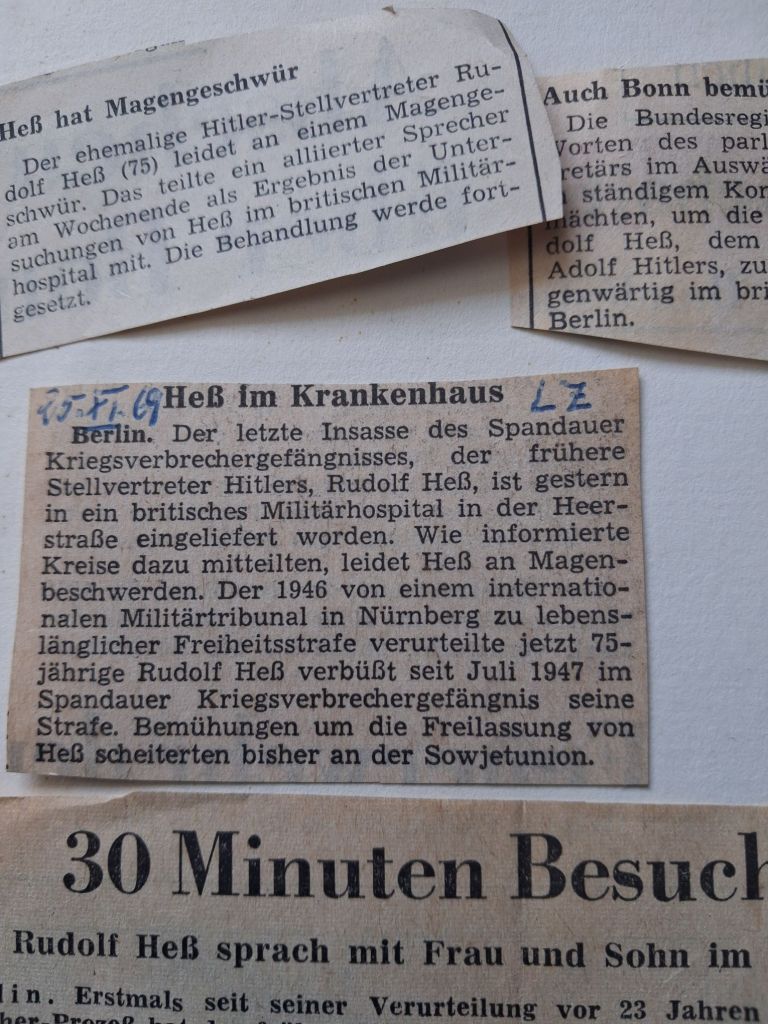 Heß hat Magengeschwür
Der ehemalige Hitler-Stellvertreter Ru-
dolf Heß (75) leidet an einem Magenge-
schwür. Das teilte ein alliierter Sprecher
am Wochenende als Ergebnis der Unter-
suchungen von Heß im britischen Militär-
hospital mit. Die Behandlung werde fort-
gesetzt.
Auch Bonn bemü
Die Bundesregi
Worten des parl
retärs im Auswä
ständigem Kon
mächten, um die
dolf Heß, dem
Adolf Hitlers, zu
genwärtig im bri
Berlin.
25.XI.69 Heß im Krankenhaus LZ
Berlin. Der letzte Insasse des Spandauer
Kriegsverbrechergefängnisses, der frühere
Stellvertreter Hitlers, Rudolf Heß, ist gestern
in ein britisches Militärhospital in der Heer-
straße eingeliefert worden. Wie informierte
Kreise dazu mitteilten, leidet Heß an Magen-
beschwerden. Der 1946 von einem internatio-
nalen Militärtribunal in Nürnberg zu lebens-
länglicher Freiheitsstrafe verurteilte jetzt 75-
jährige Rudolf Heß verbüßt seit Juli 1947 im
Spandauer Kriegsverbrechergefängnis seine
Strafe. Bemühungen um die Freilassung von
Heß scheiterten bisher an der Sowjetunion.
30 Minuten Besuch
Rudolf Heß sprach mit Frau und Sohn im
lin. Erstmals seit seiner Verurteilung vor 23 Jahren